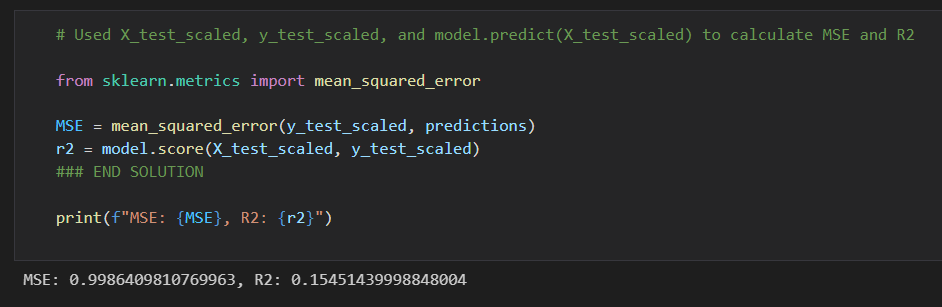 # Used X_test_scaled, y_test_scaled, and model.predict(X_test_scaled) to calculate MSE and R2
from sklearn.metrics import mean_squared_error
MSE = mean_squared_error(y_test_scaled, predictions)
r2 = model.score(X_test_scaled, y_test_scaled)
### END SOLUTION
print(f"MSE: {MSE}, R2: {r2}")
MSE: 0.9986409810769963, R2: 0.15451439998848004